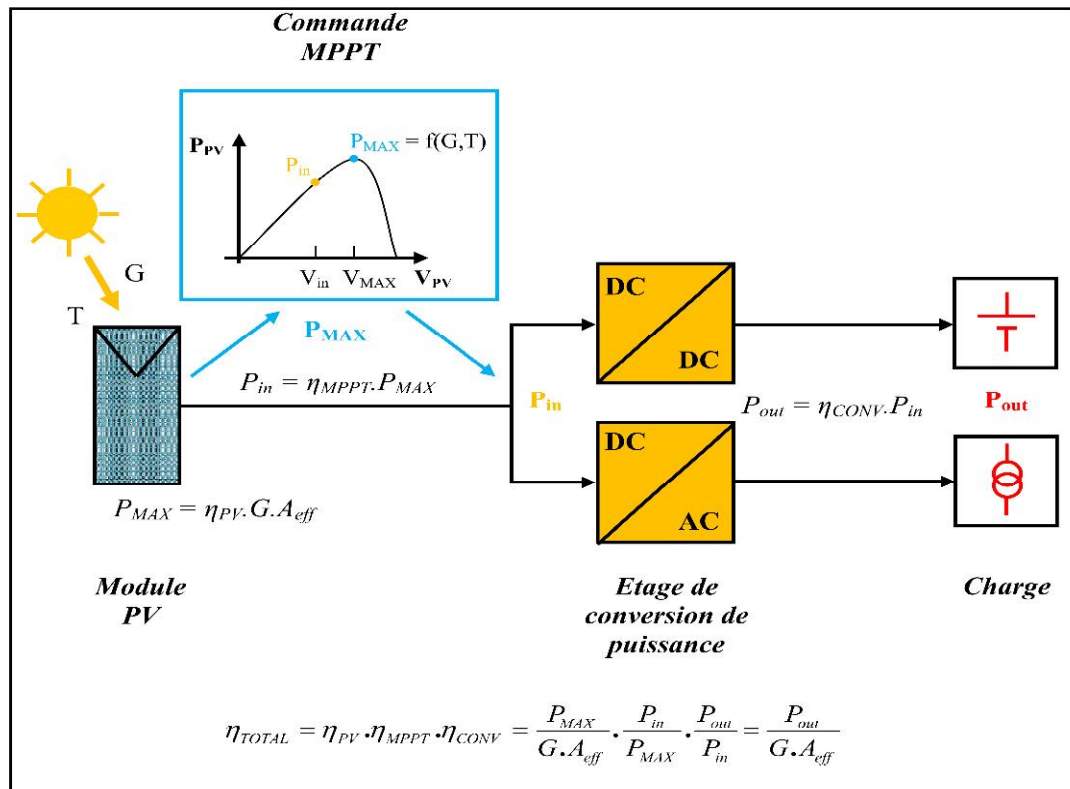 Commande
MPPT
P_PV
P_MAX = f(G,T)
P_in
V_in V_MAX V_PV
G
T
P_MAX
P_in = η_MPPT.P_MAX
P_MAX = η_PV.G.A_eff
DC
DC
P_in
P_out = η_CONV.P_in
P_out
DC
AC
Module
PV
Etage de
conversion de
puissance
Charge
η_TOTAL = η_PV.η_MPPT.η_CONV = P_MAX/G.A_eff . P_in/P_MAX . P_out/P_in = P_out/G.A_eff